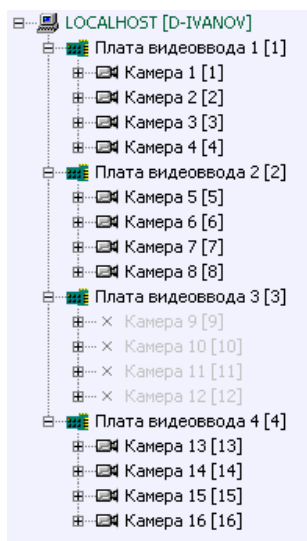 LOCALHOST [D-IVANOV]
Плата видеоввода 1 [1]
Камера 1 [1]
Камера 2 [2]
Камера 3 [3]
Камера 4 [4]
Плата видеоввода 2 [2]
Камера 5 [5]
Камера 6 [6]
Камера 7 [7]
Камера 8 [8]
Плата видеоввода 3 [3]
Камера 9 [9]
Камера 10 [10]
Камера 11 [11]
Камера 12 [12]
Плата видеоввода 4 [4]
Камера 13 [13]
Камера 14 [14]
Камера 15 [15]
Камера 16 [16]